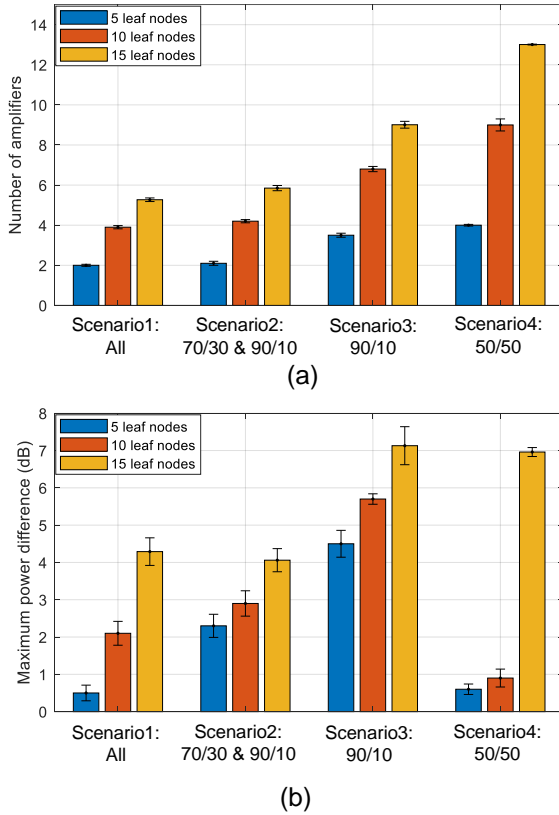 5 leaf nodes
10 leaf nodes
15 leaf nodes
Number of amplifiers
14
12
10
8
6
4
2
0
Scenario1: Scenario2: Scenario3: Scenario4:
All 70/30 & 90/10 90/10 50/50
(a)
5 leaf nodes
10 leaf nodes
15 leaf nodes
Maximum power difference (dB)
8
7
6
5
4
3
2
1
0
Scenario1: Scenario2: Scenario3: Scenario4:
All 70/30 & 90/10 90/10 50/50
(b)